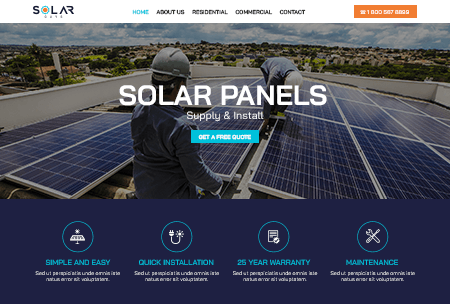 SOLAR
SAFE
HOME ABOUT US RESIDENTIAL COMMERCIAL CONTACT
1 800 567 8899
SOLAR PANELS
Supply & Install
GET A FREE QUOTE
SIMPLE AND EASY
Sed ut perspiciatis unde omnis iste
natus error sit voluptatem.
QUICK INSTALLATION
Sed ut perspiciatis unde omnis iste
natus error sit voluptatem.
25 YEAR WARRANTY
Sed ut perspiciatis unde omnis iste
natus error sit voluptatem.
MAINTENANCE
Sed ut perspiciatis unde omnis iste
natus error sit voluptatem.